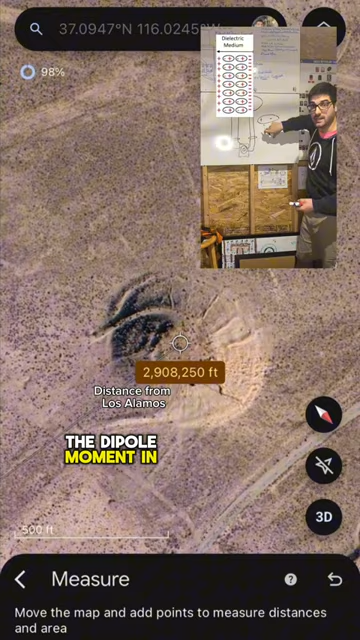 37.0947°N 116.0245°W
98%
Dielectric
Medium
2,908,250 ft
Distance from
Los Alamos
THE DIPOLE
MOMENT IN
500 ft
3D
Measure
?
Move the map and add points to measure distances
and area